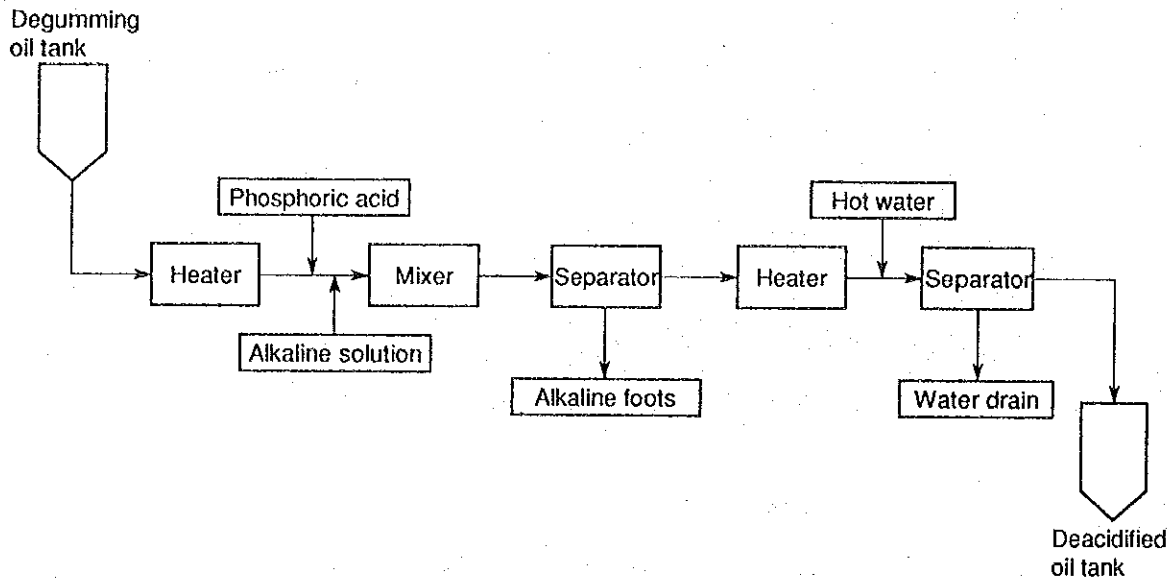 Degumming
oil tank
Phosphoric acid
Hot water
Heater
Mixer
Separator
Heater
Separator
Alkaline solution
Alkaline foots
Water drain
Deacidified
oil tank